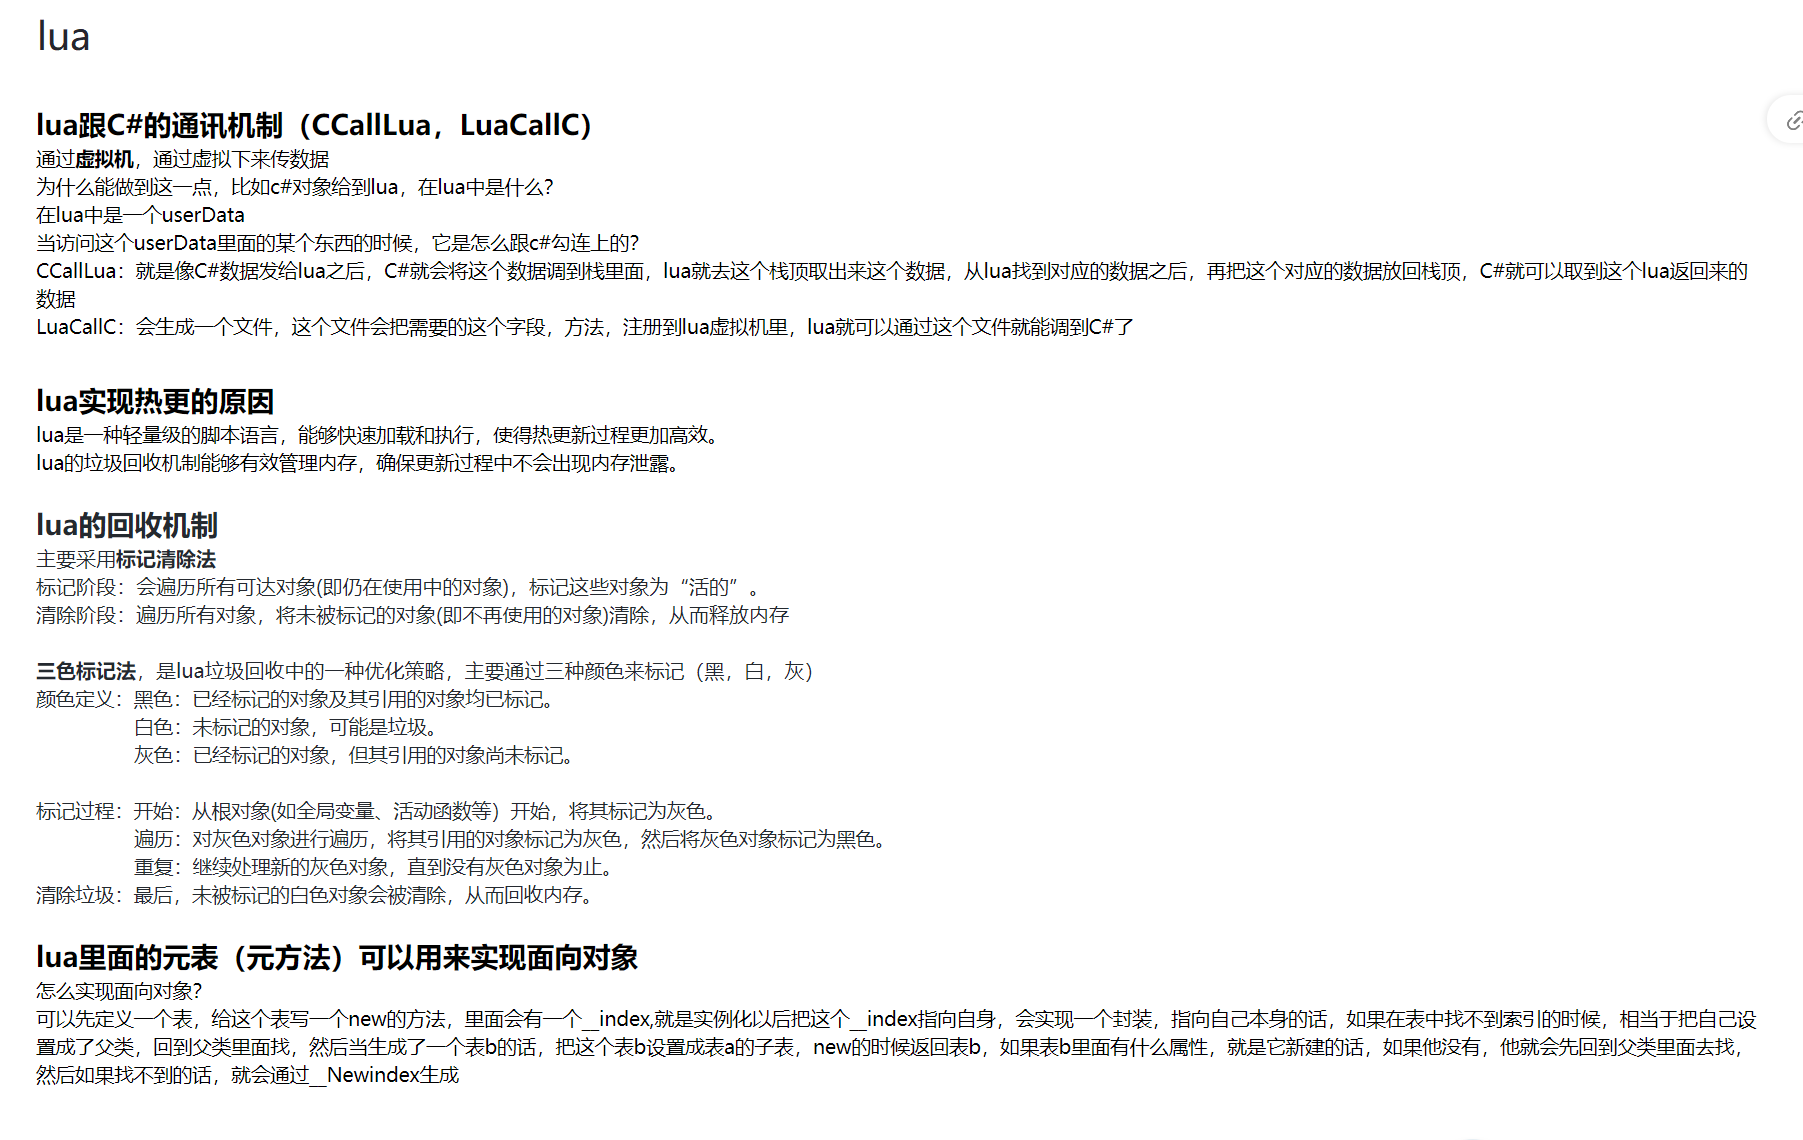 lua
lua跟C#的通讯机制（CCallLua，LuaCallC）
通过虚拟机，通过虚拟下来传数据
为什么能做到这一点，比如c#对象给到lua，在lua中是什么？
在lua中是一个userData
当访问这个userData里面的某个东西的时候，它是怎么跟c#勾连上的？
CCallLua：就是像C#数据发给lua之后，C#就会将这个数据调到栈里面，lua就去这个栈顶取出来这个数据，从lua找到对应的数据之后，再把这个对应的数据放回栈顶，C#就可以取到这个lua返回来的
数据
LuaCallC：会生成一个文件，这个文件会把需要的这个字段，方法，注册到lua虚拟机里，lua就可以通过这个文件就能调到C#了
lua实现热更的原因
lua是一种轻量级的脚本语言，能够快速加载和执行，使得热更新过程更加高效。
lua的垃圾回收机制能够有效管理内存，确保更新过程中不会出现内存泄露。
lua的回收机制
主要采用标记清除法
标记阶段：会遍历所有可达对象(即仍在使用中的对象)，标记这些对象为“活的”。
清除阶段：遍历所有对象，将未被标记的对象(即不再使用的对象)清除，从而释放内存
三色标记法，是lua垃圾回收中的一种优化策略，主要通过三种颜色来标记（黑，白，灰）
颜色定义：黑色：已经标记的对象及其引用的对象均已标记。
白色：未标记的对象，可能是垃圾。
灰色：已经标记的对象，但其引用的对象尚未标记。
标记过程：开始：从根对象(如全局变量、活动函数等）开始，将其标记为灰色。
遍历：对灰色对象进行遍历，将其引用的对象标记为灰色，然后将灰色对象标记为黑色。
重复：继续处理新的灰色对象，直到没有灰色对象为止。
清除垃圾：最后，未被标记的白色对象会被清除，从而回收内存。
lua里面的元表（元方法）可以用来实现面向对象
怎么实现面向对象？
可以先定义一个表，给这个表写一个new的方法，里面会有一个__index,就是实例化以后把这个__index指向自身，会实现一个封装，指向自己本身的话，如果在表中找不到索引的时候，相当于把自己设
置成了父类，回到父类里面找，然后当生成了一个表b的话，把这个表b设置成表a的子表，new的时候返回表b，如果表b里面有什么属性，就是它新建的话，如果他没有，他就会先回到父类里面去找，
然后如果找不到的话，就会通过__Newindex生成